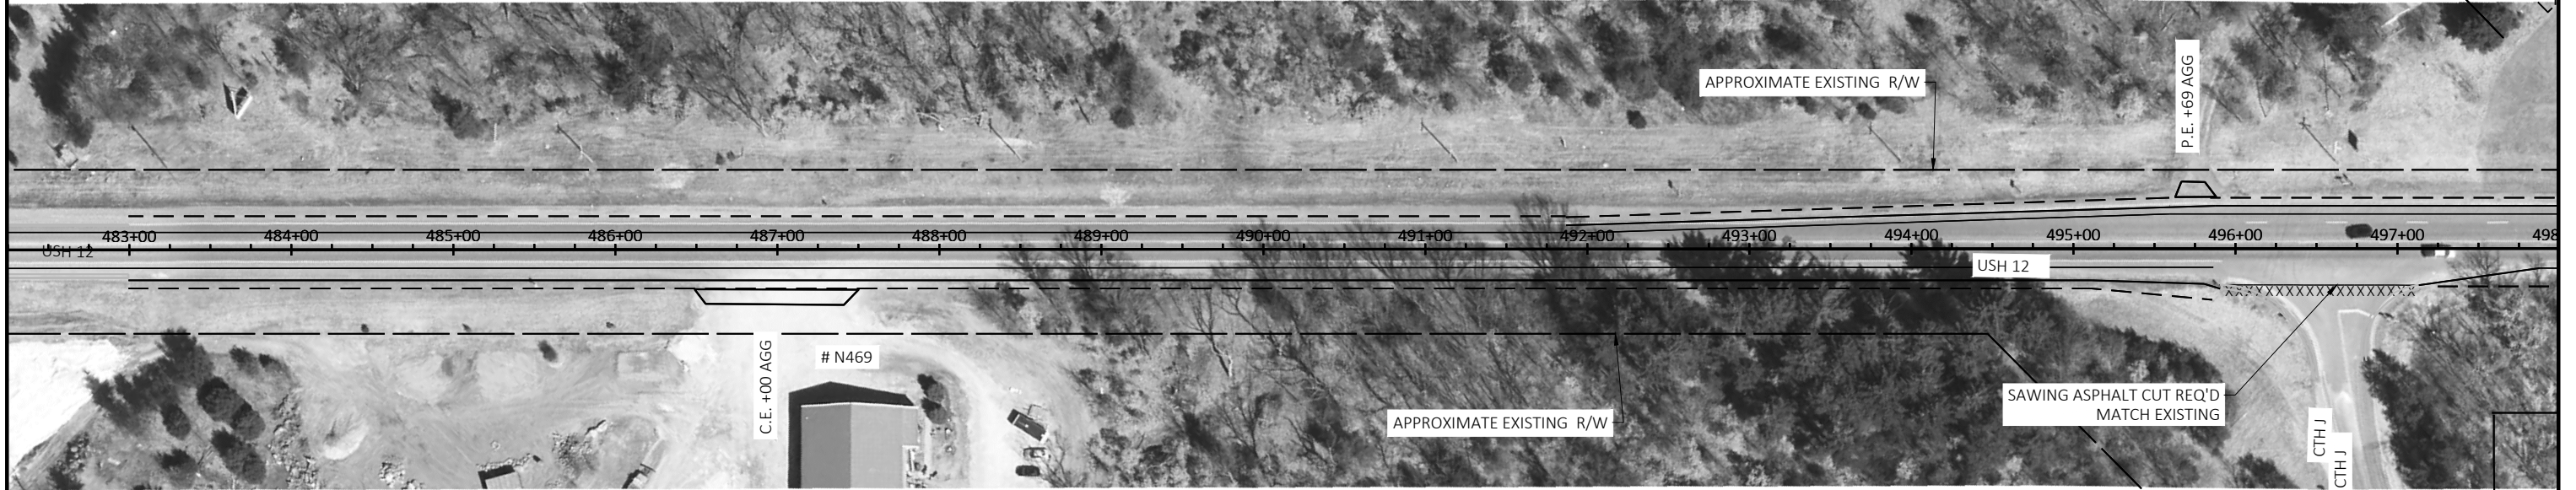 APPROXIMATE EXISTING R/W
P.E. +69 AGG
483+00 484+00 485+00 486+00 487+00 488+00 489+00 490+00 491+00 492+00 493+00 494+00 495+00 496+00 497+00 498
USH 12
USH 12
C.E. +00 AGG
# N469
APPROXIMATE EXISTING R/W
SAWING ASPHALT CUT REQ'D
MATCH EXISTING
CTH J
CTH J